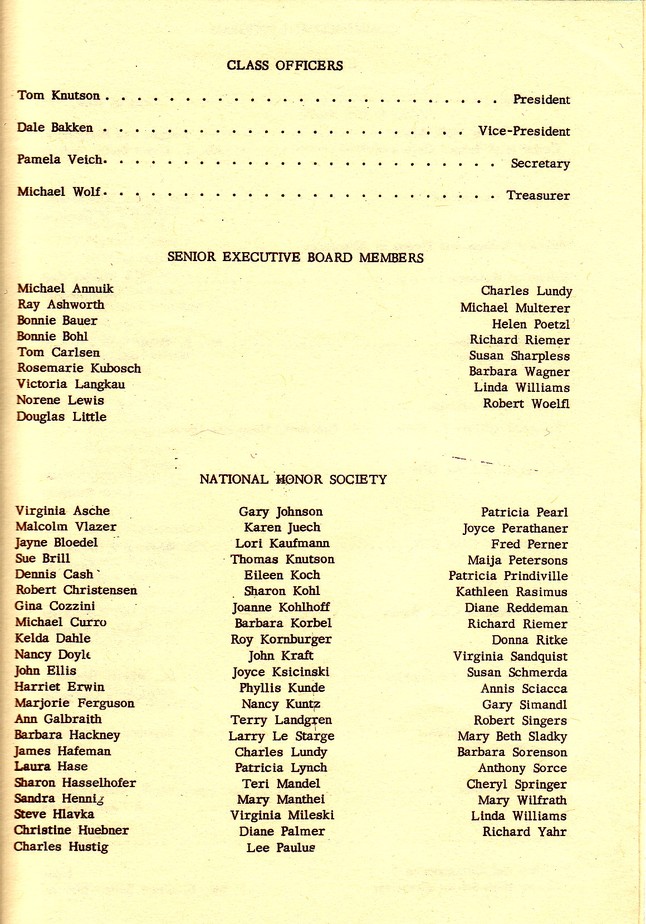 CLASS OFFICERS
Tom Knutson . . . . . . . . . . . . . . . . . . . . . . . . . President
Dale Bakken . . . . . . . . . . . . . . . . . . . . . . . Vice-President
Pamela Veich . . . . . . . . . . . . . . . . . . . . . . . . . Secretary
Michael Wolf . . . . . . . . . . . . . . . . . . . . . . . . . Treasurer
SENIOR EXECUTIVE BOARD MEMBERS
Michael Annuik Charles Lundy
Ray Ashworth Michael Multerer
Bonnie Bauer Helen Poetzl
Bonnie Bohl Richard Riemer
Tom Carlsen Susan Sharpless
Rosemarie Kubosch Barbara Wagner
Victoria Langkau Linda Williams
Norene Lewis Robert Woelfl
Douglas Little
NATIONAL HONOR SOCIETY
Virginia Asche Gary Johnson Patricia Pearl
Malcolm Vlazer Karen Juech Joyce Perathaner
Jayne Bloedel Lori Kaufmann Fred Perner
Sue Brill Thomas Knutson Maija Petersons
Dennis Cash Eileen Koch Patricia Prindiville
Robert Christensen Sharon Kohl Kathleen Rasimus
Gina Cozzini Joanne Kohlhoff Diane Reddeman
Michael Curro Barbara Korbel Richard Riemer
Kelda Dahle Roy Kornburger Donna Ritke
Nancy Doyle John Kraft Virginia Sandquist
John Ellis Joyce Ksicinski Susan Schmerda
Harriet Erwin Phyllis Kunde Annis Sciacca
Marjorie Ferguson Nancy Kuntz Gary Simandl
Ann Galbraith Terry Landgren Robert Singers
Barbara Hackney Larry Le Starge Mary Beth Sladky
James Hafeman Charles Lundy Barbara Sorenson
Laura Hase Patricia Lynch Anthony Sorce
Sharon Hasselhofer Teri Mandel Cheryl Springer
Sandra Hennig Mary Manthei Mary Wilfrath
Steve Hlavka Virginia Mileski Linda Williams
Christine Huebner Diane Palmer Richard Yahr
Charles Hustig Lee Paulus